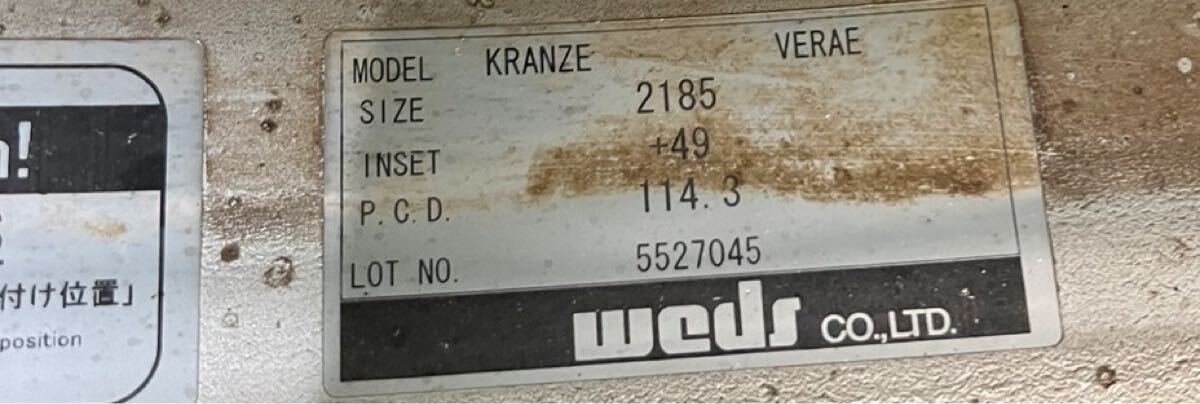 MODEL KRANZE VERAE
SIZE 2185
INSET +49
P.C.D. 114.3
LOT NO. 5527045
weds CO.,LTD.
!
付け位置」
position